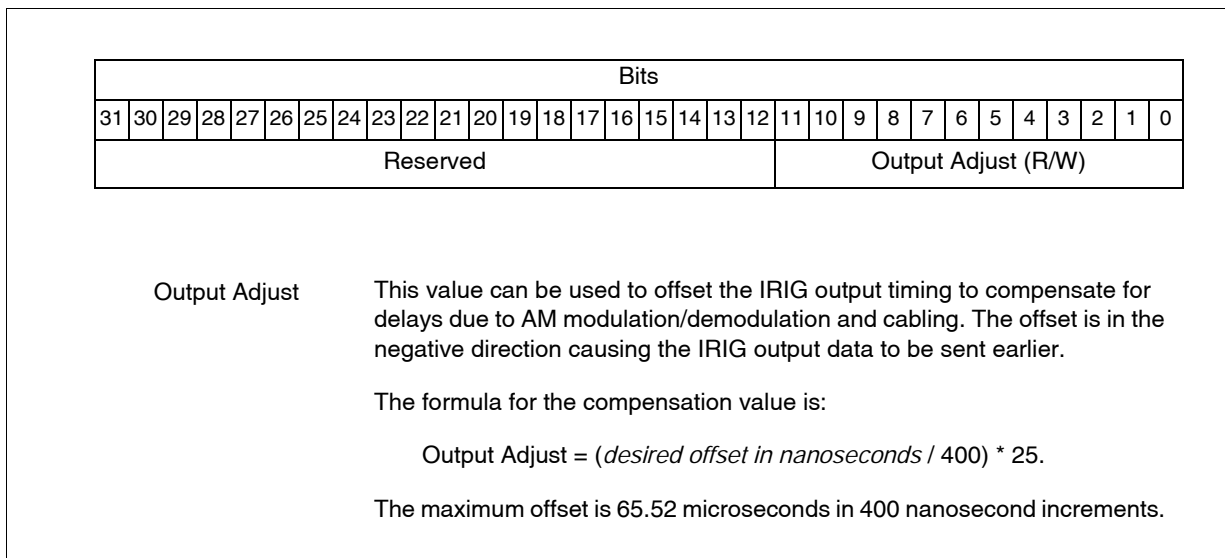 Bits
31 30 29 28 27 26 25 24 23 22 21 20 19 18 17 16 15 14 13 12 11 10 9 8 7 6 5 4 3 2 1 0
Reserved Output Adjust (R/W)
Output Adjust This value can be used to offset the IRIG output timing to compensate for
delays due to AM modulation/demodulation and cabling. The offset is in the
negative direction causing the IRIG output data to be sent earlier.
The formula for the compensation value is:
Output Adjust = (desired offset in nanoseconds / 400) * 25.
The maximum offset is 65.52 microseconds in 400 nanosecond increments.